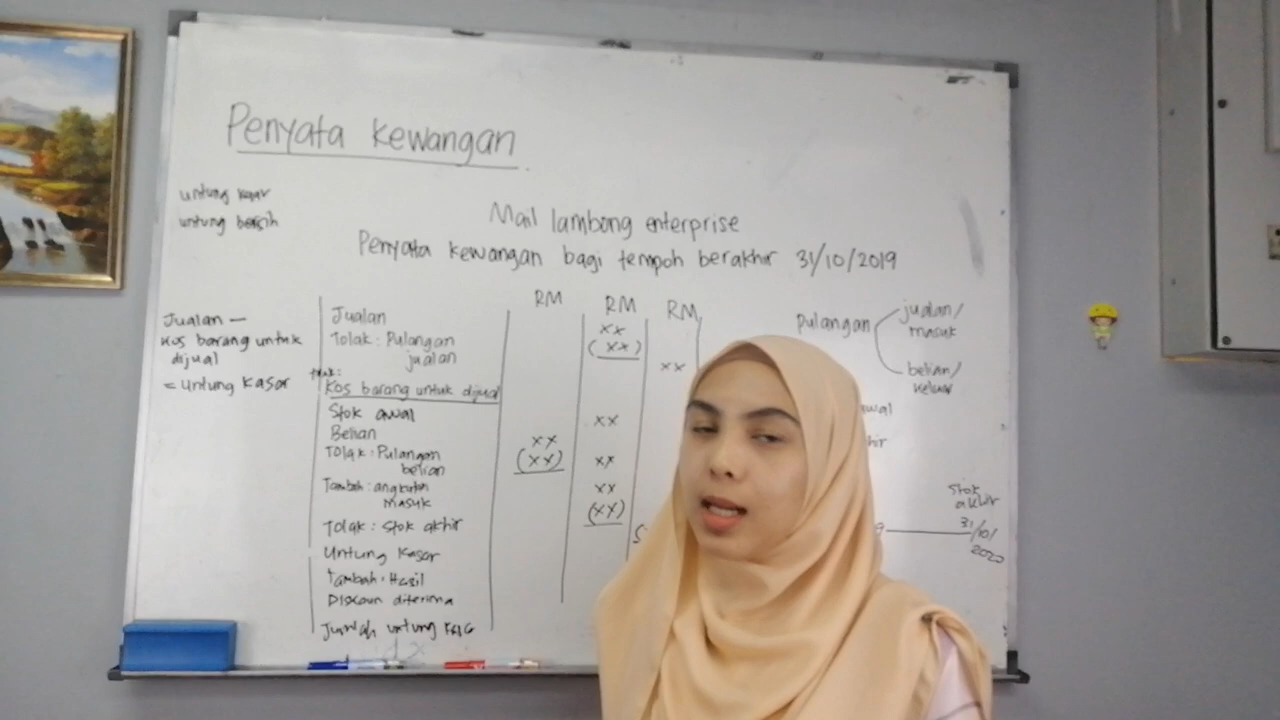 Penyata kewangan
untung kasar
untung bersih
Mail lambong enterprise
Penyata kewangan bagi tempoh berakhir 31/10/2019
RM RM RM
Jualan —
kos barang untuk
dijual
= untung kasar
Jualan xx
Tolak : Pulangan (xx)
jualan xx
tolak:
Kos barang untuk dijual
Stok awal xx
Belian xx
Tolak : Pulangan (xx) xx
belian
Tambah : angkutan xx
masuk
Tolak : Stok akhir (xx)
Untung kasar
Tambah : Hasil
Diskaun diterima
Jumlah untung
Pulangan
jualan/
masuk
belian/
keluar
stok
akhir
31/10/
2020